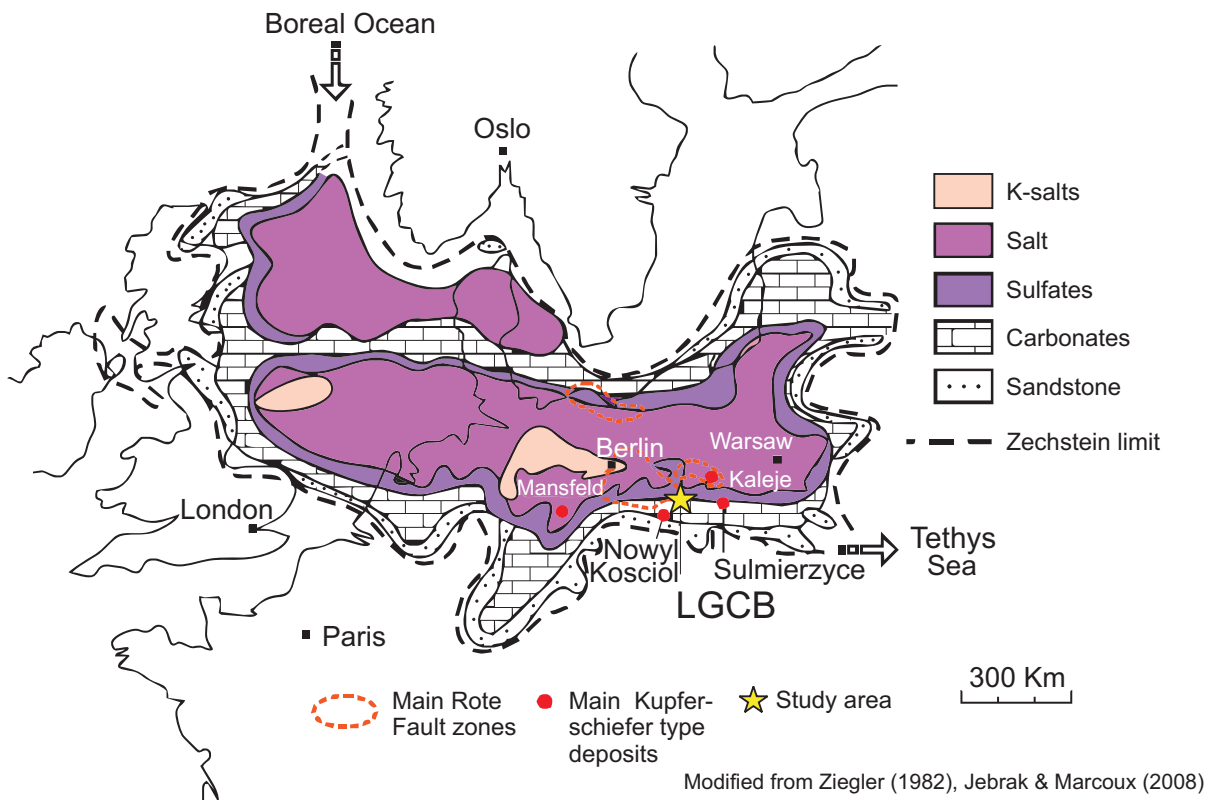 Boreal Ocean
Oslo
K-salts
Salt
Sulfates
Carbonates
Sandstone
Zechstein limit
Berlin
Warsaw
Mansfeld
Kaleje
London
Nowyl
Kosciol
Sulmierzyce
Tethys
Sea
LGCB
Paris
300 Km
Main Rote
Fault zones
Main Kupfer-
schiefer type
deposits
Study area
Modified from Ziegler (1982), Jebrak & Marcoux (2008)